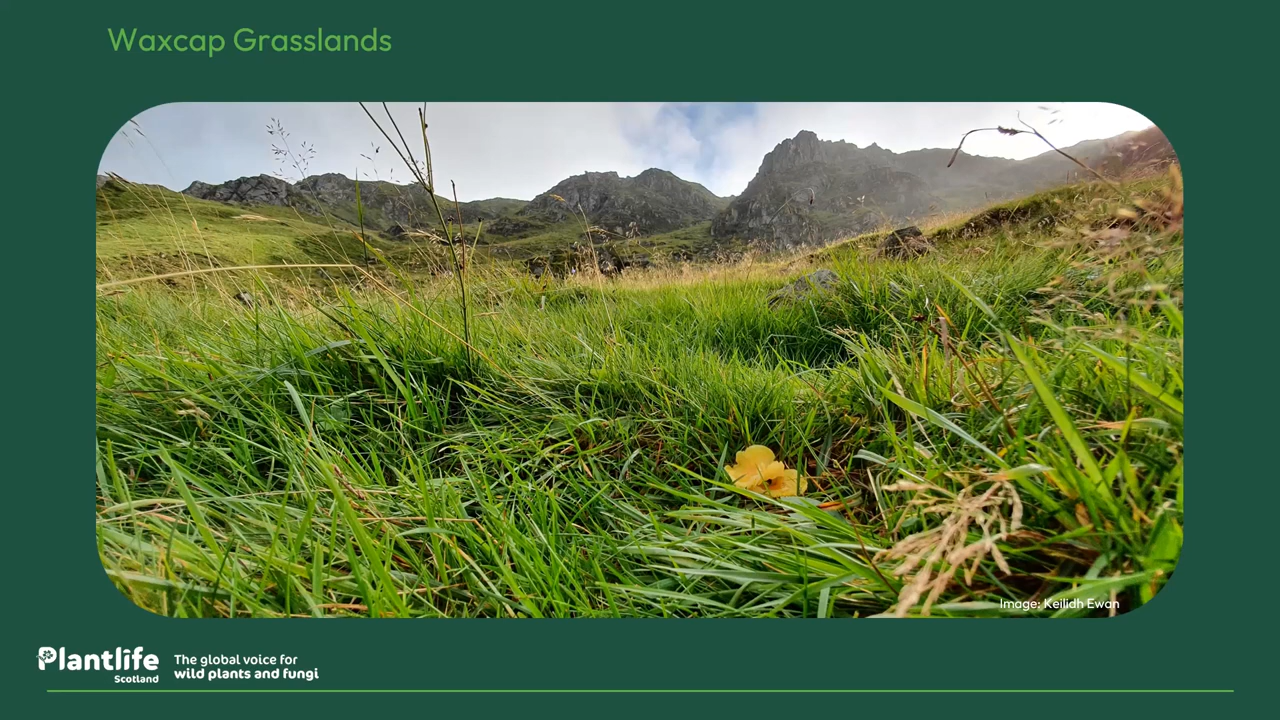 Waxcap Grasslands
Image: Keilidh Ewan
Plantlife
Scotland
The global voice for
wild plants and fungi